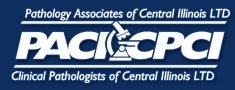 Pathology Associates of Central Illinois LTD
PACI CPCI
Clinical Pathologists of Central Illinois LTD